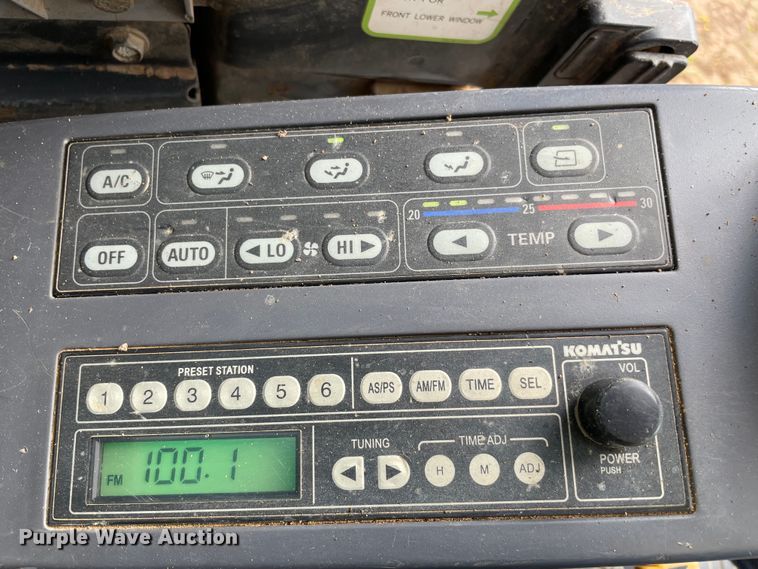 FRONT LOWER WINDOW
A/C
20 25 30
OFF AUTO ◀ LO HI ▶ ◀ TEMP ▶
KOMATSU
PRESET STATION
1 2 3 4 5 6 AS/PS AM/FM TIME SEL
VOL
FM 100.1
TUNING
TIME ADJ
◀ ▶ H M ADJ
POWER
PUSH
Purple Wave Auction®